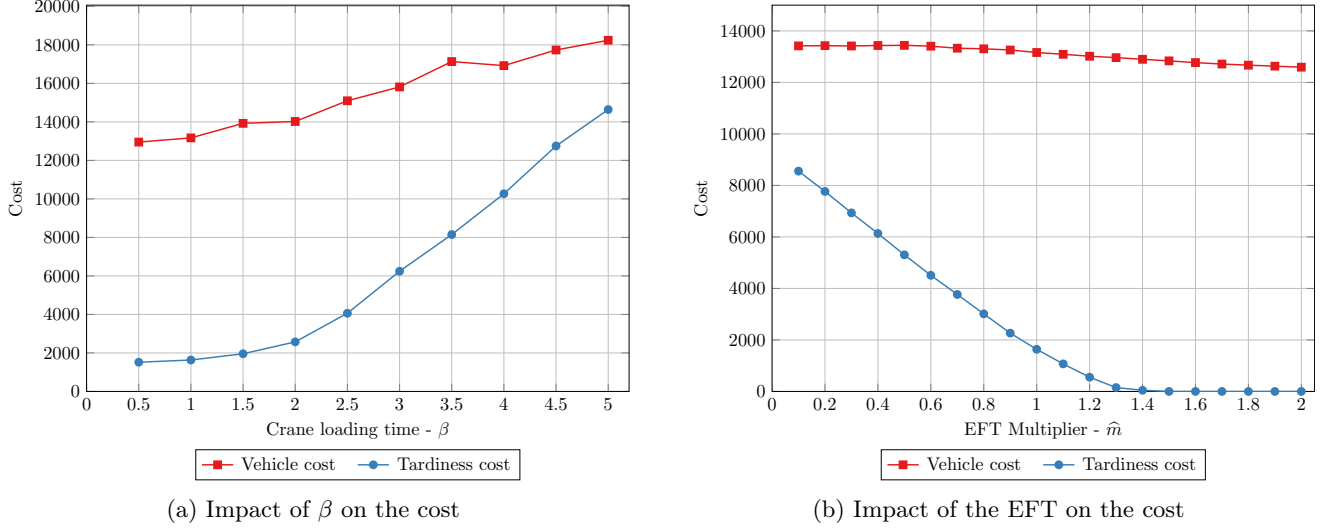 20000
18000
16000
14000
12000
10000
8000
6000
4000
2000
0
Cost
0 0.5 1 1.5 2 2.5 3 3.5 4 4.5 5
Crane loading time - β
Vehicle cost Tardiness cost
(a) Impact of β on the cost
14000
12000
10000
8000
6000
4000
2000
0
Cost
0 0.2 0.4 0.6 0.8 1 1.2 1.4 1.6 1.8 2
EFT Multiplier - m̂
Vehicle cost Tardiness cost
(b) Impact of the EFT on the cost